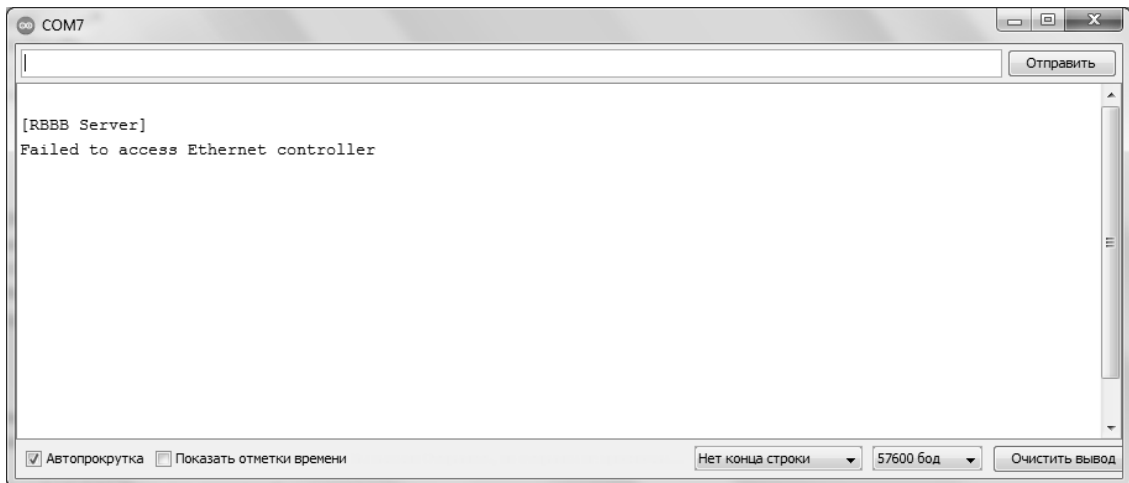 COM7
Отправить
[RBBB Server]
Failed to access Ethernet controller
Автопрокрутка Показать отметки времени Нет конца строки 57600 бод Очистить вывод